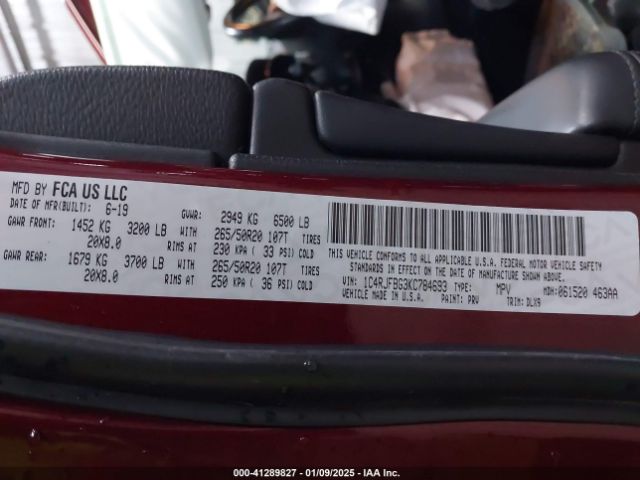 MFD BY FCA US LLC
DATE OF MFR(BUILT): 6-19 GVWR: 2949 KG 6500 LB
GAWR FRONT: 1452 KG 3200 LB 265/50R20 107T TIRES
20X8.0 RIMS AT 230 KPA ( 33 PSI) COLD
GAWR REAR: 1679 KG 3700 LB 265/50R20 107T TIRES
20X8.0 RIMS AT 250 KPA ( 36 PSI) COLD
THIS VEHICLE CONFORMS TO ALL APPLICABLE U.S.A. FEDERAL MOTOR VEHICLE SAFETY
STANDARDS IN EFFECT ON THE DATE OF MANUFACTURE SHOWN ABOVE.
VIN: 1C4RJFBG3KC784693 MPV MDH: 061520 463AA
VEHICLE MADE IN U.S.A. PAINT: PRV TRIM: DLX9
000-41289827 - 01/09/2025 - IAA Inc.